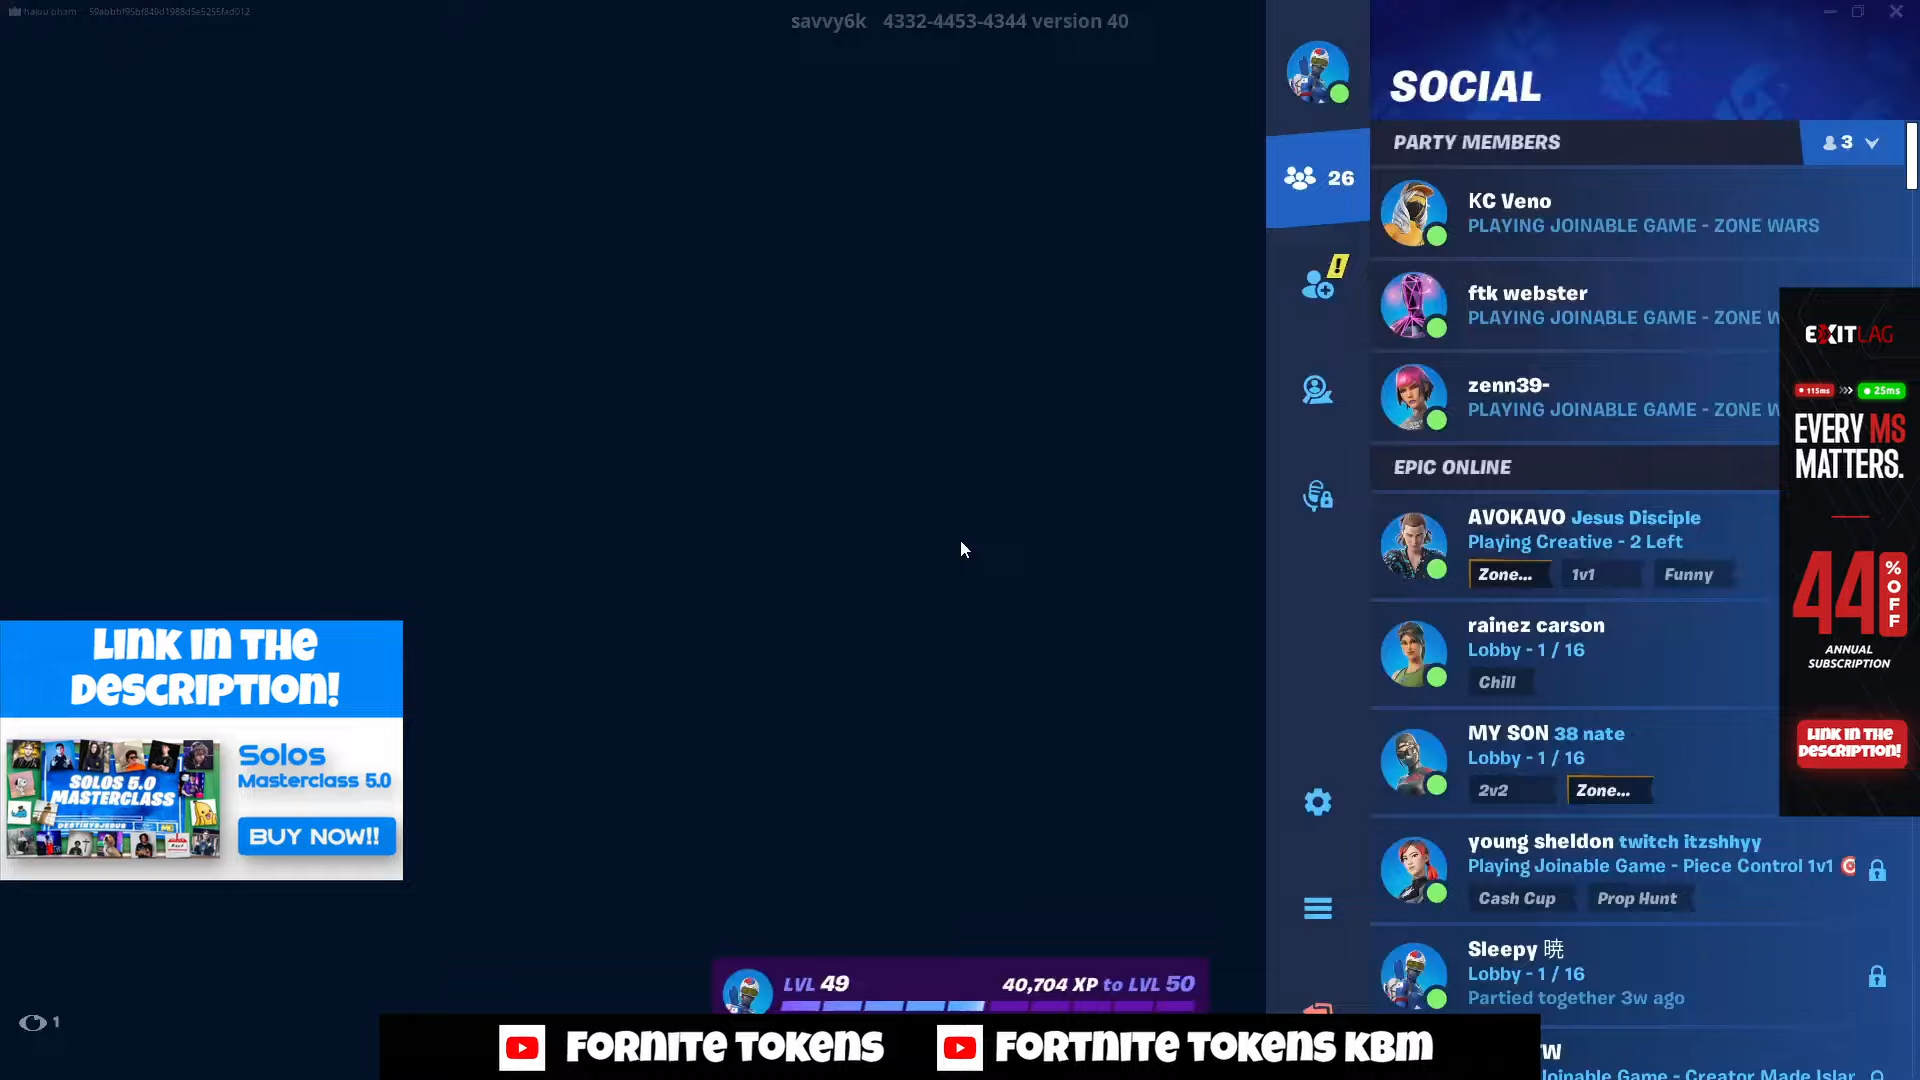 savvy6k 4332-4453-4344 version 40
SOCIAL
PARTY MEMBERS
3
26
KC Veno
PLAYING JOINABLE GAME - ZONE WARS
ftk webster
PLAYING JOINABLE GAME - ZONE W
zenn39-
PLAYING JOINABLE GAME - ZONE W
EPIC ONLINE
AVOKAVO Jesus Disciple
Playing Creative - 2 Left
Zone... 1v1 Funny
rainez carson
Lobby - 1 / 16
Chill
MY SON 38 nate
Lobby - 1 / 16
2v2 Zone...
young sheldon twitch itzshhyy
Playing Joinable Game - Piece Control 1v1
Cash Cup Prop Hunt
Sleepy 暁
Lobby - 1 / 16
Partied together 3w ago
Joinable Game - Creator Made Islar
EXITLAG
115ms >>> 25ms
EVERY MS
MATTERS.
44% OFF
ANNUAL
SUBSCRIPTION
LINK IN THE
DESCRIPTION!
LINK IN THE
DESCRIPTION!
SOLOS 5.0
MASTERCLASS
Solos
Masterclass 5.0
BUY NOW!!
LVL 49
40,704 XP to LVL 50
1
FORNITE TOKENS
FORTNITE TOKENS KBM